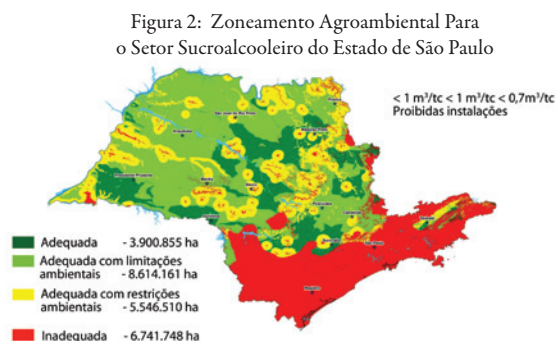 Figura 2: Zoneamento Agroambiental Para
o Setor Sucroalcooleiro do Estado de São Paulo
< 1 m³/tc < 1 m³/tc < 0,7m³/tc
Proibidas instalações
Presidente Prudente
Adequada - 3.900.855 ha
Adequada com limitações
ambientais - 8.614.161 ha
Adequada com restrições
ambientais - 5.546.510 ha
Inadequada - 6.741.748 ha